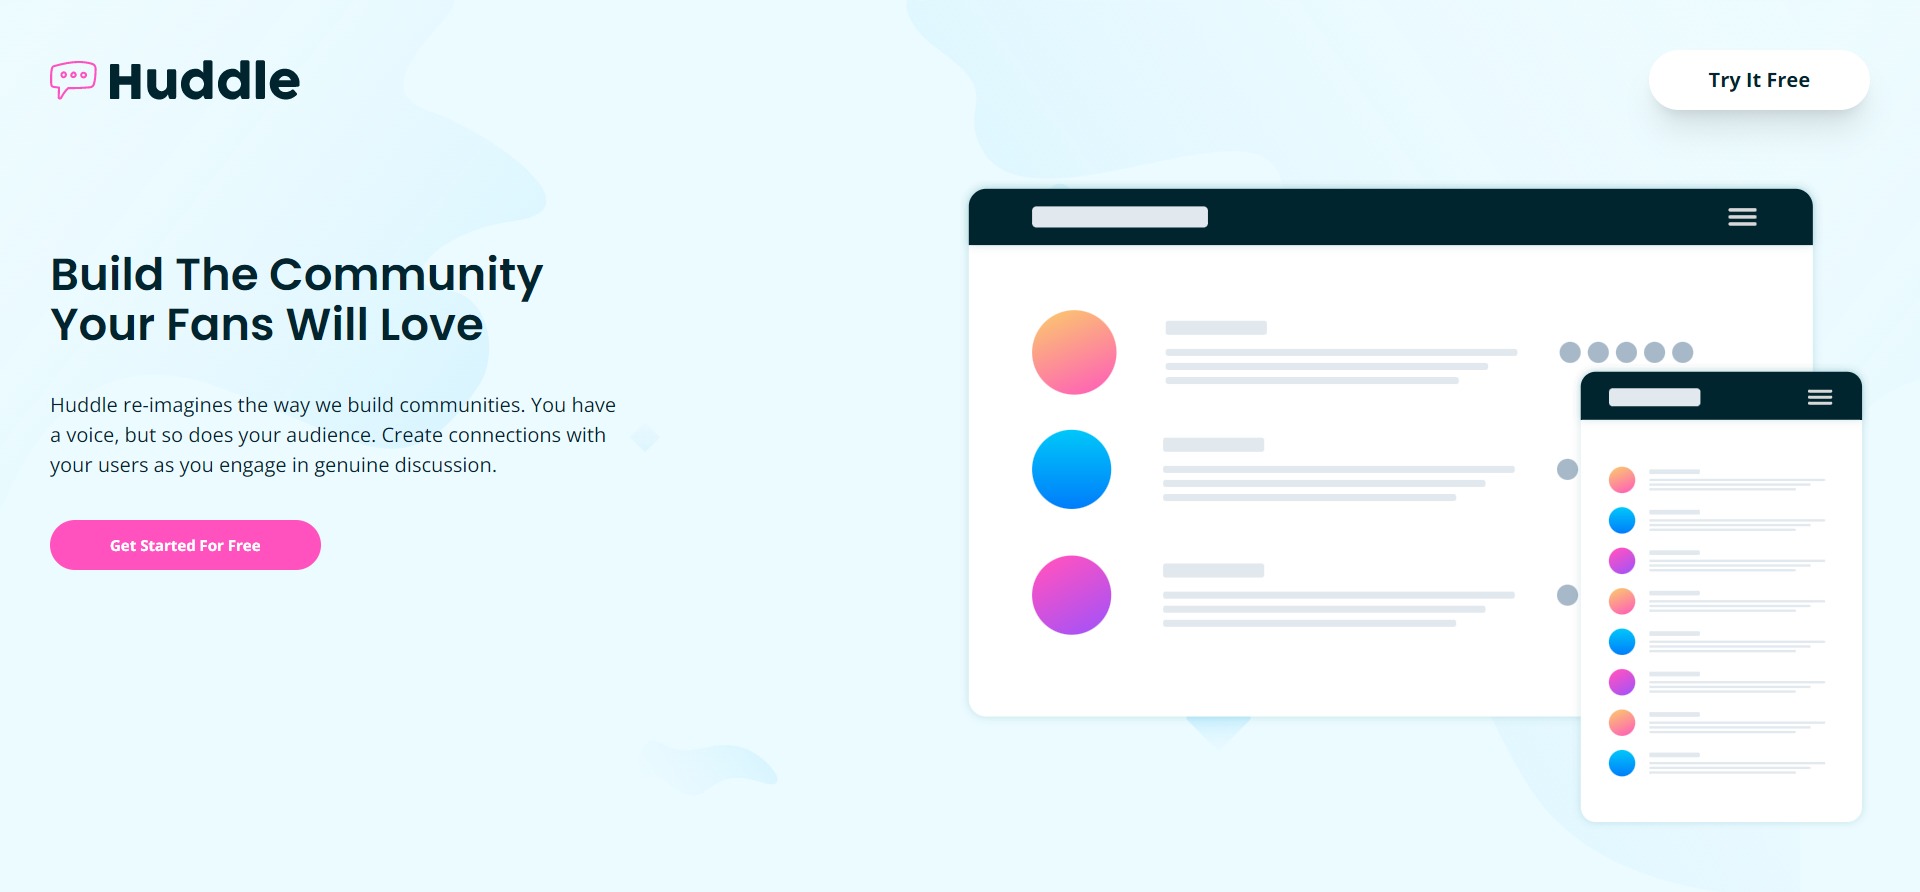 Huddle
Try It Free
Build The Community
Your Fans Will Love
Huddle re-imagines the way we build communities. You have
a voice, but so does your audience. Create connections with
your users as you engage in genuine discussion.
Get Started For Free